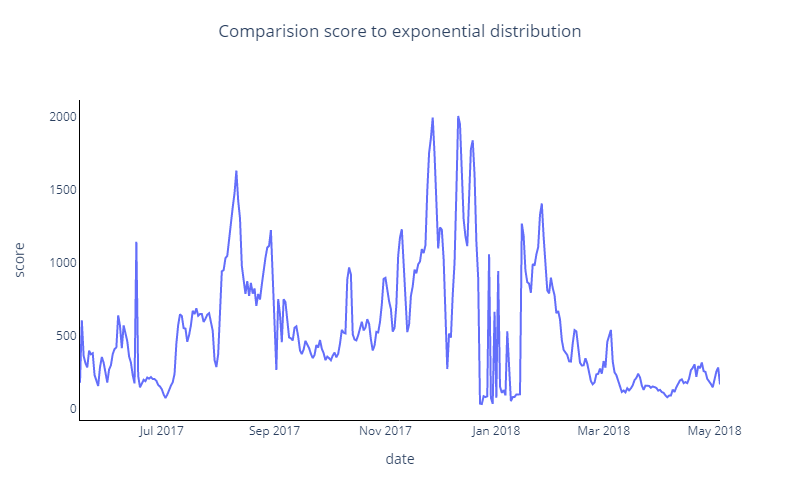 Comparision score to exponential distribution
2000
1500
1000
500
0
score
Jul 2017 Sep 2017 Nov 2017 Jan 2018 Mar 2018 May 2018
date